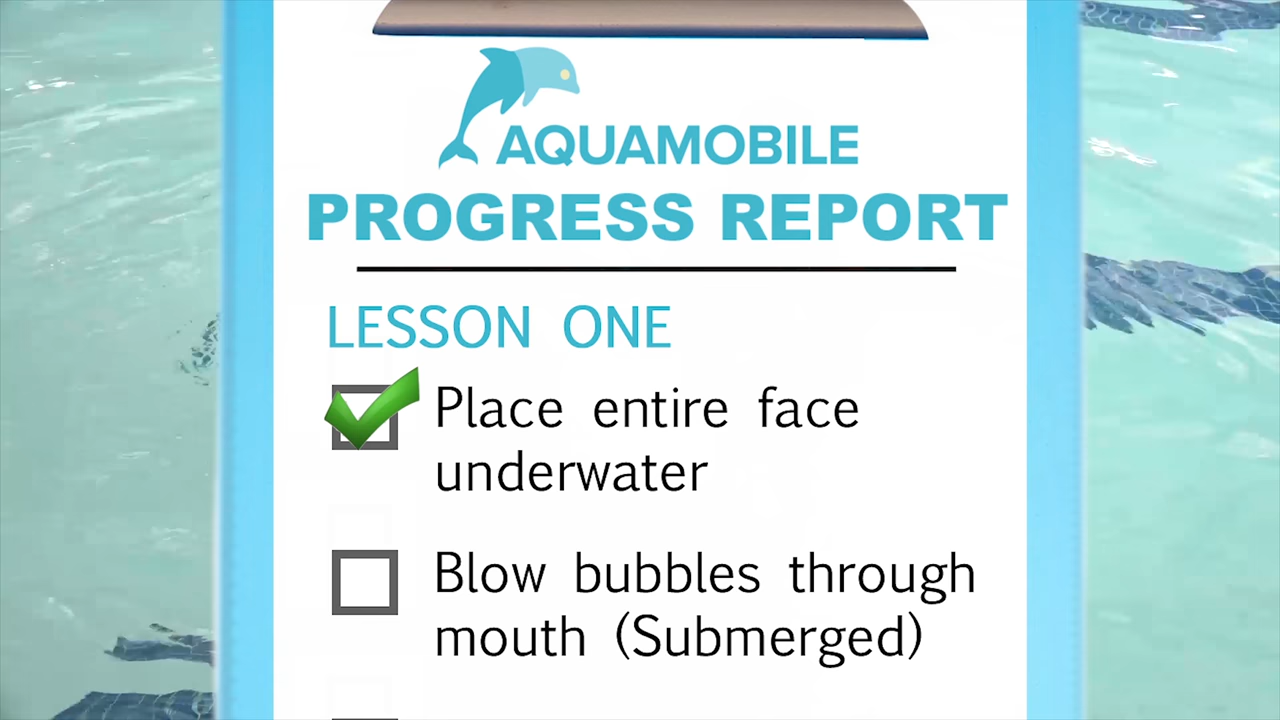 AQUAMOBILE
PROGRESS REPORT
LESSON ONE
Place entire face
underwater
Blow bubbles through
mouth (Submerged)